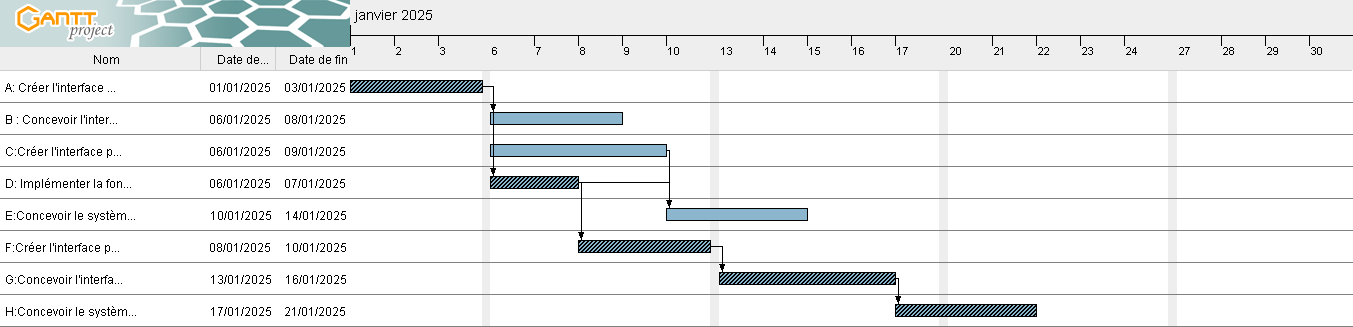 GANTT
project
janvier 2025
1 2 3 6 7 8 9 10 13 14 15 16 17 20 21 22 23 24 27 28 29 30
Nom Date de... Date de fin
A: Créer l'interface ... 01/01/2025 03/01/2025
B : Concevoir l'inter... 06/01/2025 08/01/2025
C:Créer l'interface p... 06/01/2025 09/01/2025
D: Implémenter la fon... 06/01/2025 07/01/2025
E:Concevoir le systèm... 10/01/2025 14/01/2025
F:Créer l'interface p... 08/01/2025 10/01/2025
G:Concevoir l'interfa... 13/01/2025 16/01/2025
H:Concevoir le systèm... 17/01/2025 21/01/2025